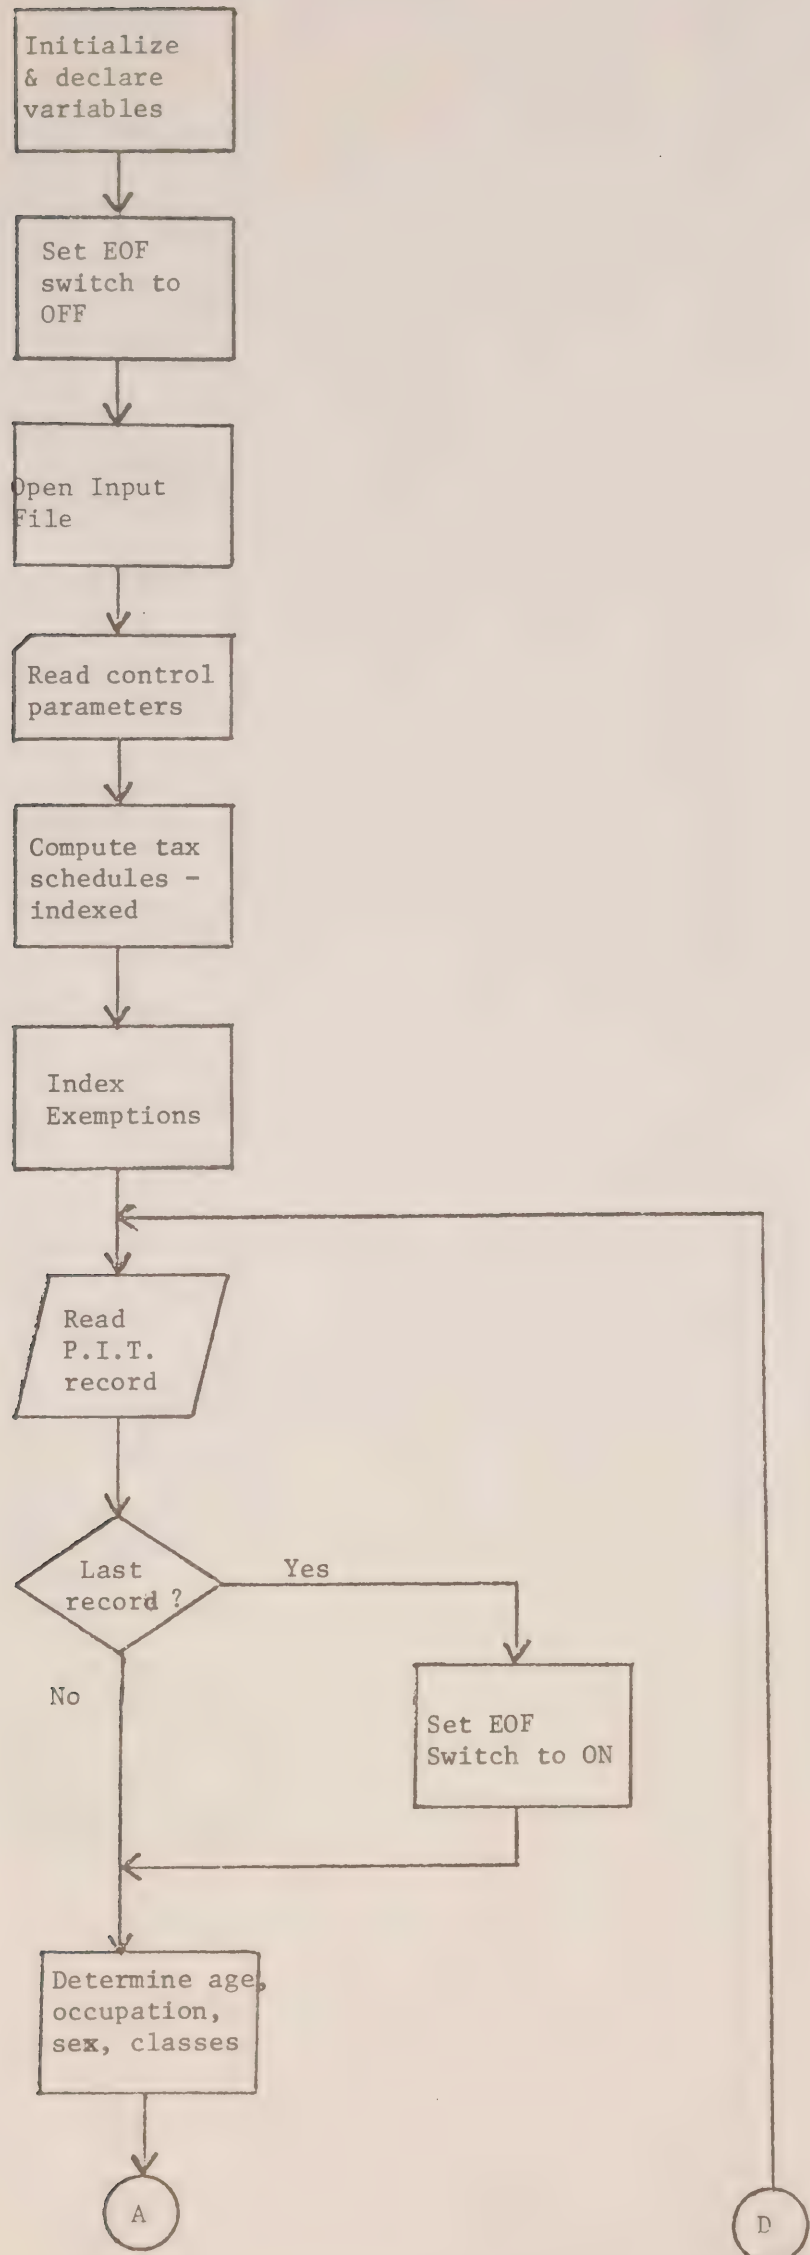 Initialize
& declare
variables
Set EOF
switch to
OFF
Open Input
File
Read control
parameters
Compute tax
schedules -
indexed
Index
Exemptions
Read
P.I.T.
record
Last
record ?
Yes
No
Set EOF
Switch to ON
Determine age,
occupation,
sex, classes
A
D